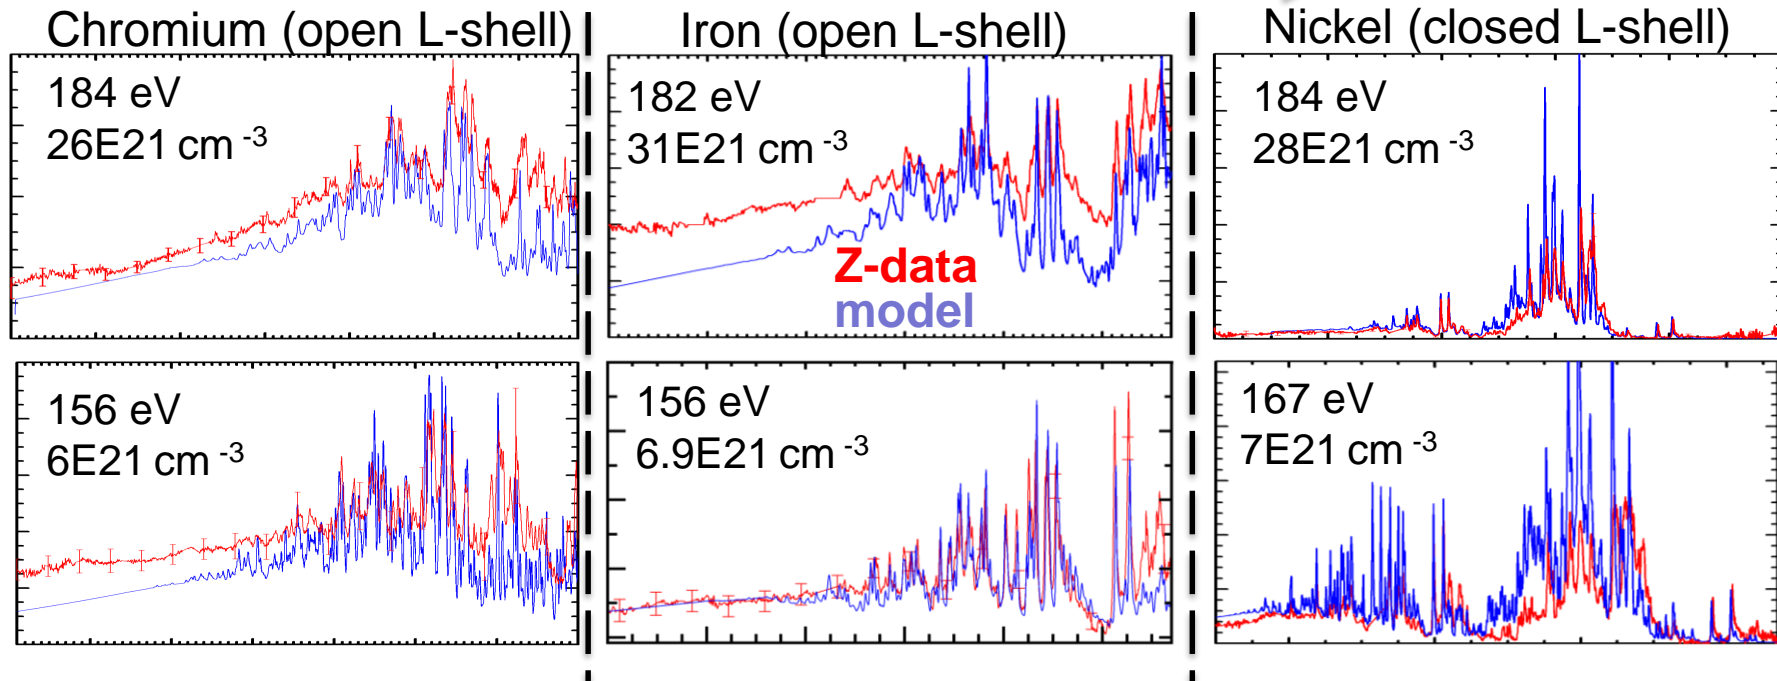 Chromium (open L-shell)
Iron (open L-shell)
Nickel (closed L-shell)
184 eV
26E21 cm -3
182 eV
31E21 cm -3
184 eV
28E21 cm -3
Z-data
model
156 eV
6E21 cm -3
156 eV
6.9E21 cm -3
167 eV
7E21 cm -3